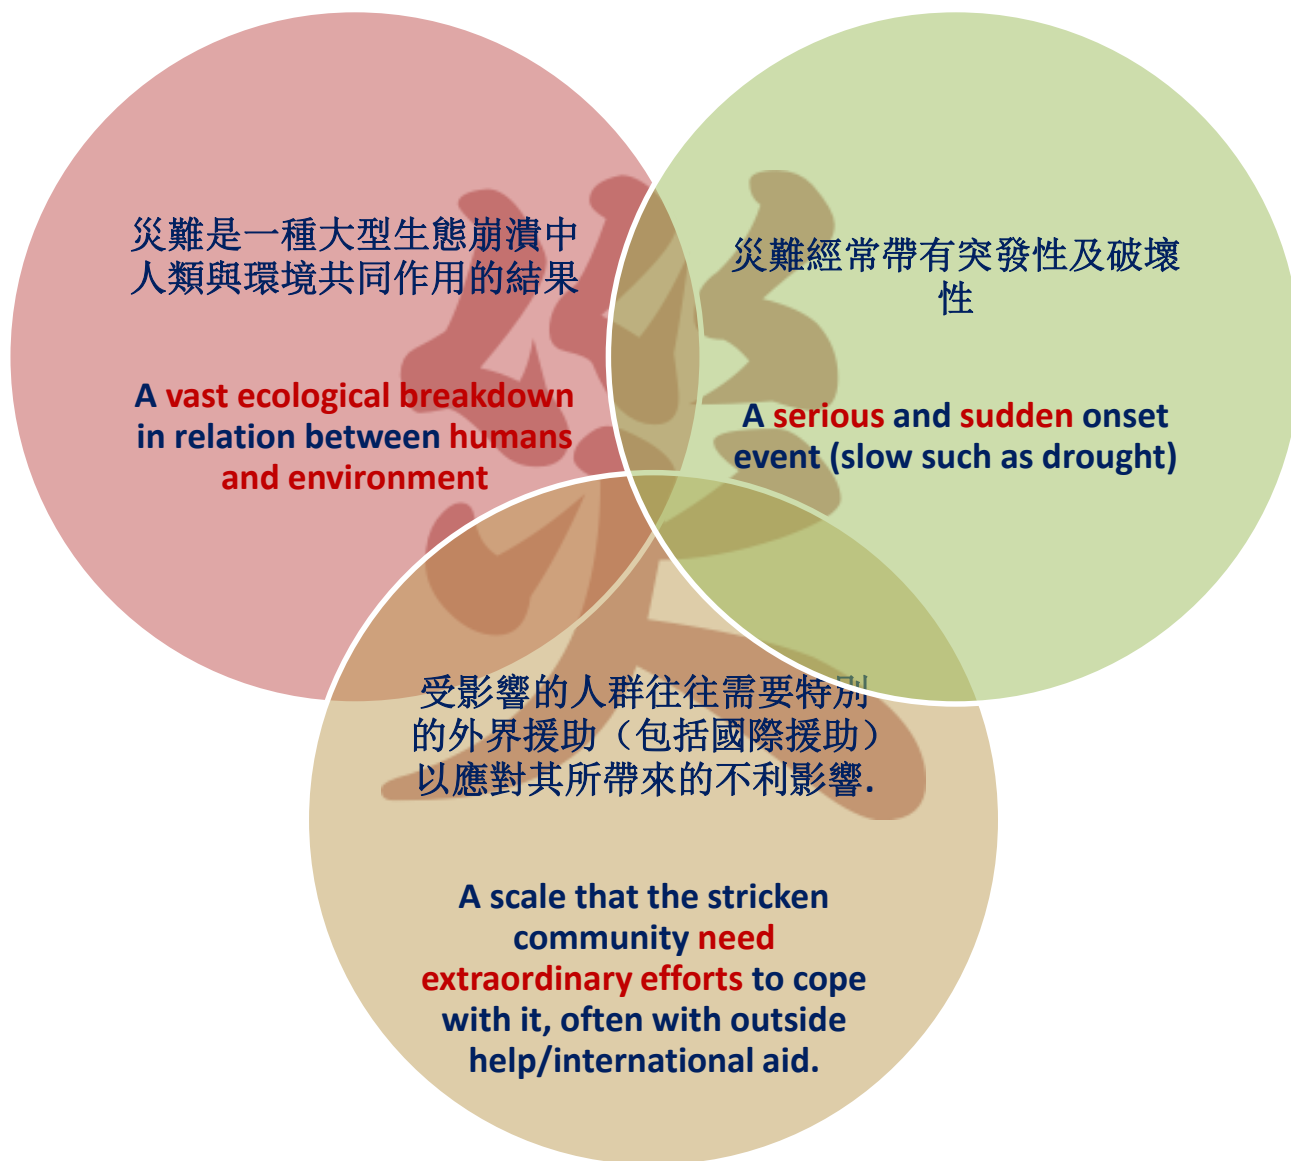 災難是一種大型生態崩潰中
人類與環境共同作用的結果
A vast ecological breakdown
in relation between humans
and environment
災難經常帶有突發性及破壞
性
A serious and sudden onset
event (slow such as drought)
受影響的人群往往需要特別
的外界援助（包括國際援助）
以應對其所帶來的不利影響.
A scale that the stricken
community need
extraordinary efforts to cope
with it, often with outside
help/international aid.